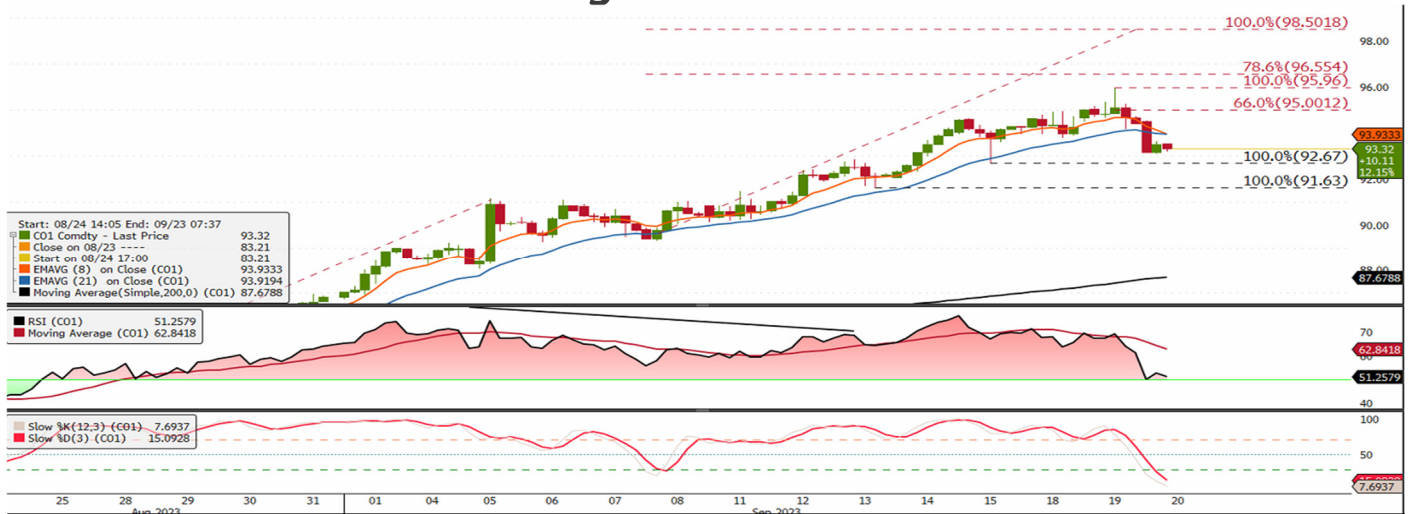 100.0%(98.5018)
98.00
78.6%(96.554)
100.0%(95.96)
96.00
66.0%(95.0012)
93.9333
93.32
+10.11
12.15%
100.0%(92.67)
92.00
100.0%(91.63)
90.00
88.00
87.6788
Start: 08/24 14:05 End: 09/23 07:37
CO1 Comdty - Last Price 93.32
Close on 08/23 ---- 83.21
Start on 08/24 17:00 83.21
EMAVG (8) on Close (CO1) 93.9333
EMAVG (21) on Close (CO1) 93.9194
Moving Average(Simple,200,0) (CO1) 87.6788
RSI (CO1) 51.2579
Moving Average (CO1) 62.8418
70
62.8418
60
51.2579
40
Slow %K(12,3) (CO1) 7.6937
Slow %D(3) (CO1) 15.0928
100
50
15.0928
7.6937
25 28 29 30 31 01 04 05 06 07 08 11 12 13 14 15 18 19 20
Aug 2023 Sep 2023